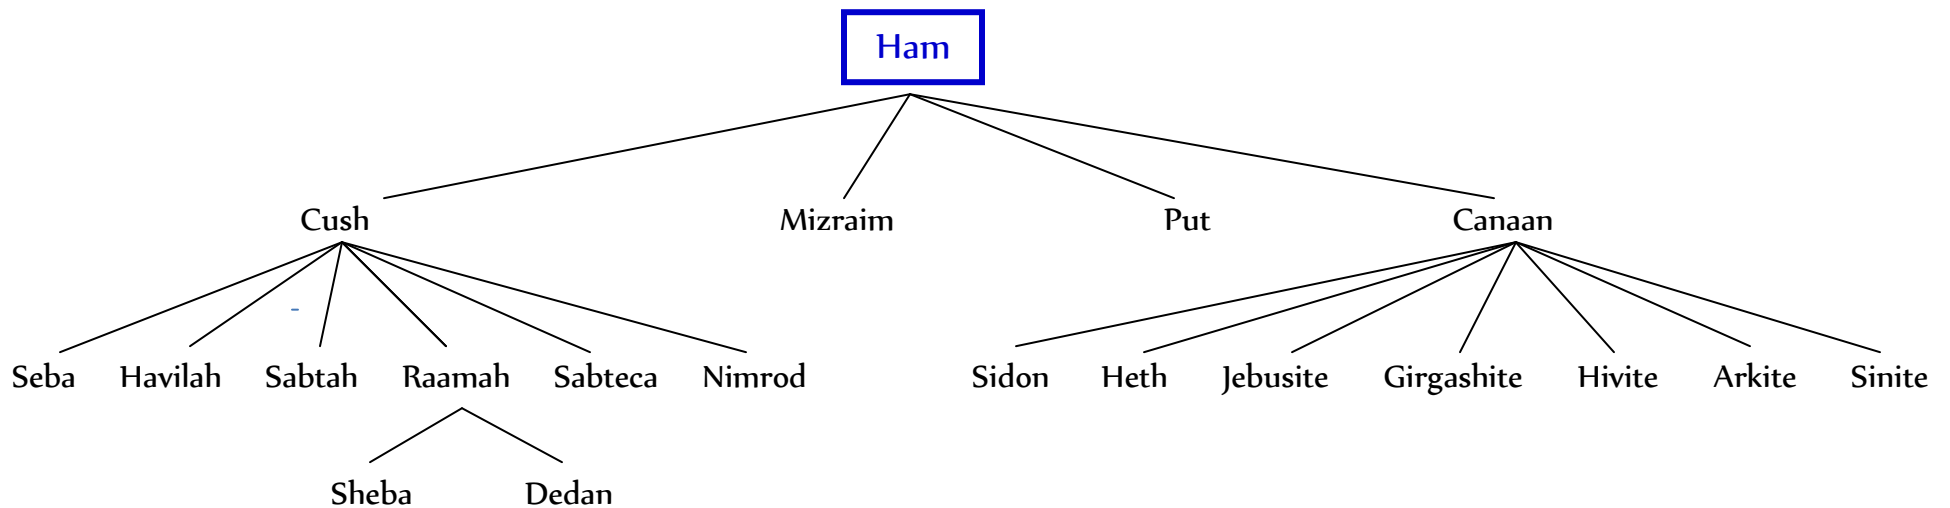 Ham
Cush Mizraim Put Canaan
-
Seba Havilah Sabtah Raamah Sabteca Nimrod Sidon Heth Jebusite Girgashite Hivite Arkite Sinite
Sheba Dedan